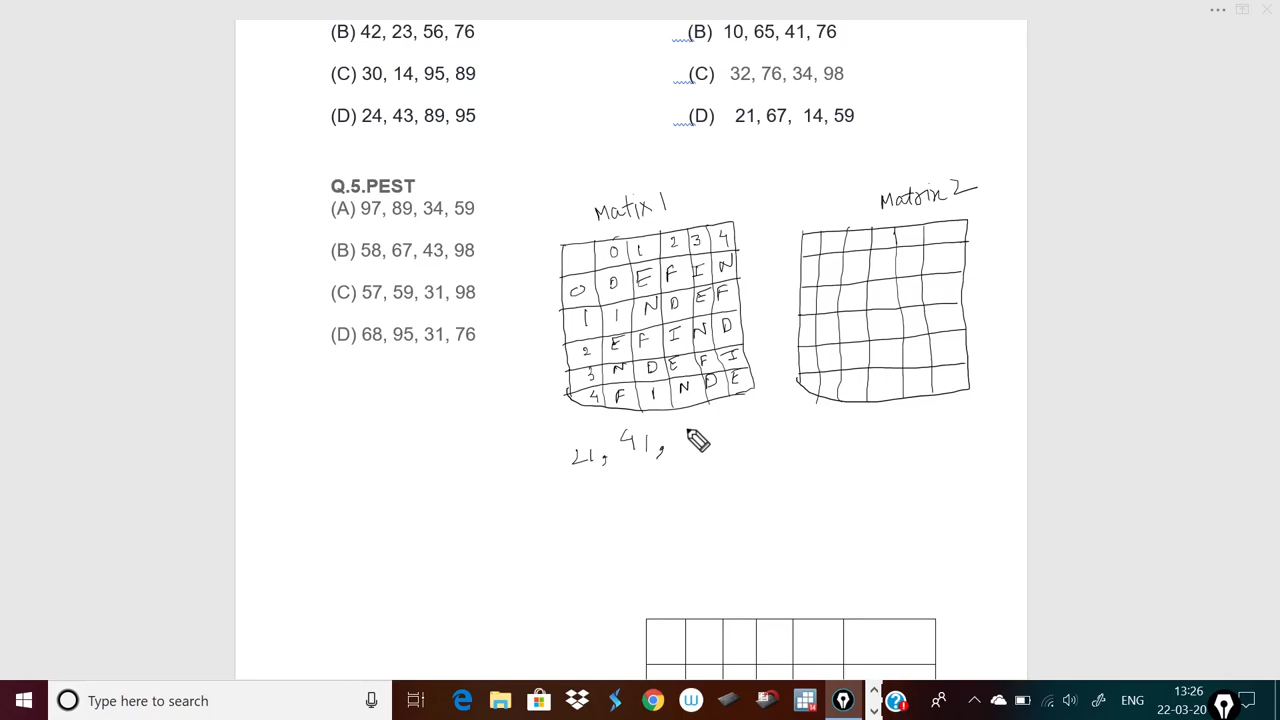 (B) 42, 23, 56, 76
(B) 10, 65, 41, 76
(C) 30, 14, 95, 89
(C) 32, 76, 34, 98
(D) 24, 43, 89, 95
(D) 21, 67, 14, 59
Q.5.PEST
(A) 97, 89, 34, 59
(B) 58, 67, 43, 98
(C) 57, 59, 31, 98
(D) 68, 95, 31, 76
Matix 1
0 1 2 3 4
0 D E F I N
1 I N D E F
2 E F I N D
3 N D E F I
4 F I N D E
21, 41,
Matrix 2
Type here to search
ENG
13:26
22-03-20